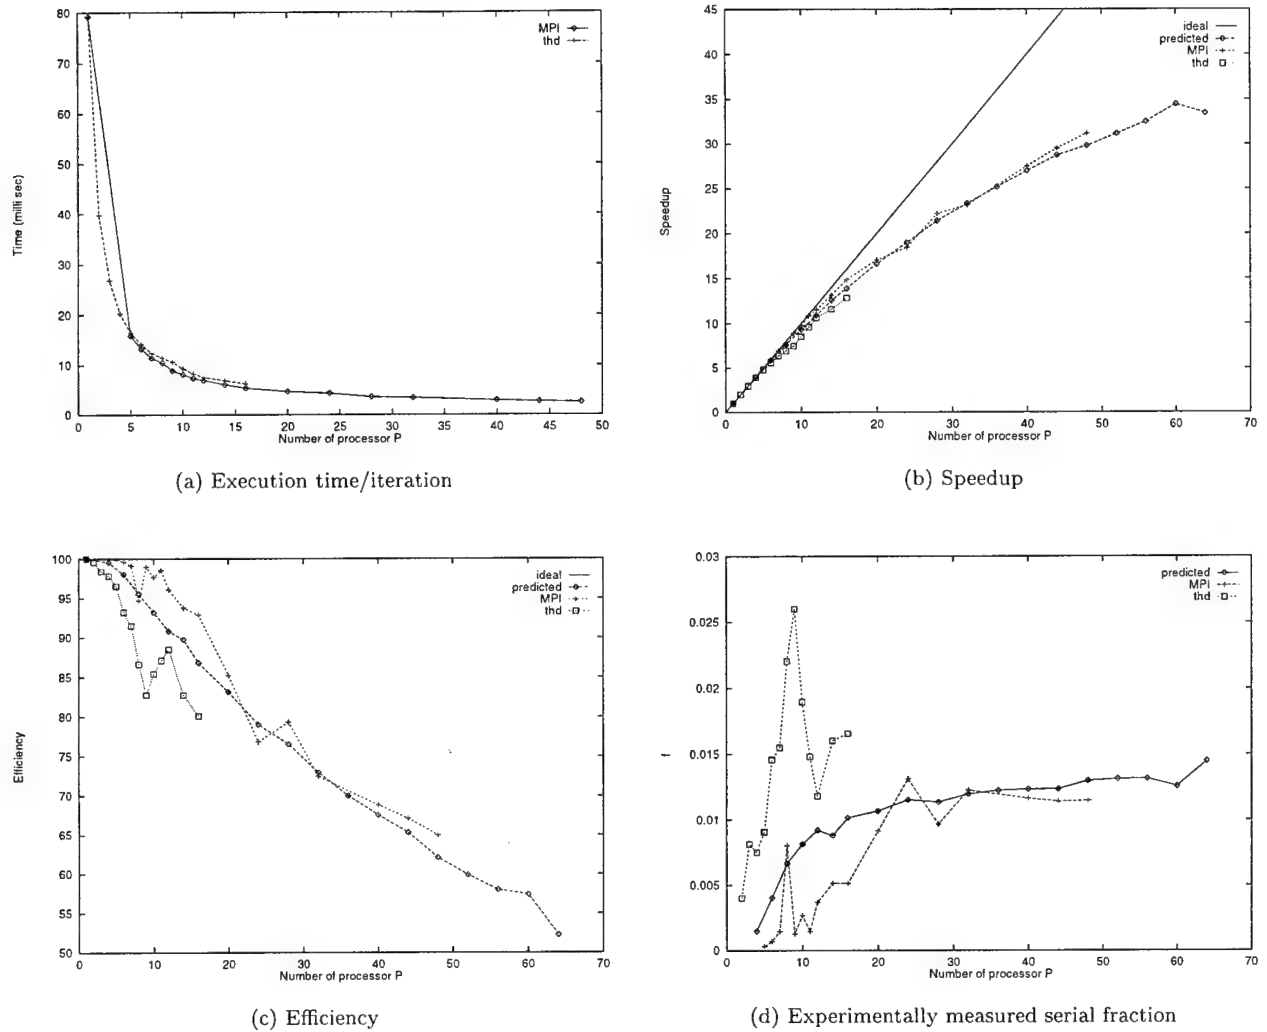 80
70
60
50
40
30
20
10
0
0 5 10 15 20 25 30 35 40 45 50
Time (milli sec)
Number of processor P
MPI
thd
(a) Execution time/iteration
45
40
35
30
25
20
15
10
5
0
0 10 20 30 40 50 60 70
Speedup
Number of processor P
ideal
predicted
MPI
thd
(b) Speedup
100
95
90
85
80
75
70
65
60
55
50
0 10 20 30 40 50 60 70
Efficiency
Number of processor P
ideal
predicted
MPI
thd
(c) Efficiency
0.03
0.025
0.02
0.015
0.01
0.005
0
0 10 20 30 40 50 60 70
f
Number of processor P
predicted
MPI
thd
(d) Experimentally measured serial fraction